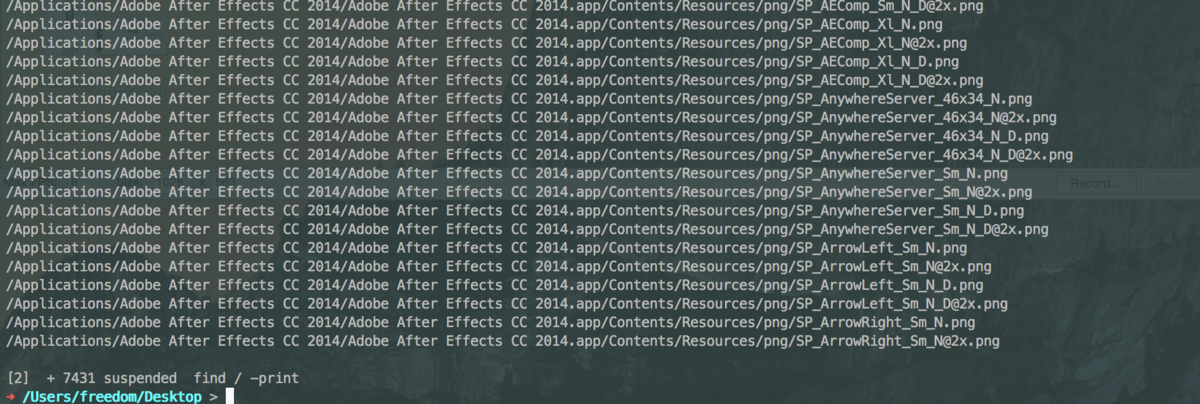 /Applications/Adobe After Effects CC 2014/Adobe After Effects CC 2014.app/Contents/Resources/png/SP_AEComp_Sm_N_D@2x.png
/Applications/Adobe After Effects CC 2014/Adobe After Effects CC 2014.app/Contents/Resources/png/SP_AEComp_Xl_N.png
/Applications/Adobe After Effects CC 2014/Adobe After Effects CC 2014.app/Contents/Resources/png/SP_AEComp_Xl_N@2x.png
/Applications/Adobe After Effects CC 2014/Adobe After Effects CC 2014.app/Contents/Resources/png/SP_AEComp_Xl_N_D.png
/Applications/Adobe After Effects CC 2014/Adobe After Effects CC 2014.app/Contents/Resources/png/SP_AEComp_Xl_N_D@2x.png
/Applications/Adobe After Effects CC 2014/Adobe After Effects CC 2014.app/Contents/Resources/png/SP_AnywhereServer_46x34_N.png
/Applications/Adobe After Effects CC 2014/Adobe After Effects CC 2014.app/Contents/Resources/png/SP_AnywhereServer_46x34_N@2x.png
/Applications/Adobe After Effects CC 2014/Adobe After Effects CC 2014.app/Contents/Resources/png/SP_AnywhereServer_46x34_N_D.png
/Applications/Adobe After Effects CC 2014/Adobe After Effects CC 2014.app/Contents/Resources/png/SP_AnywhereServer_46x34_N_D@2x.png
/Applications/Adobe After Effects CC 2014/Adobe After Effects CC 2014.app/Contents/Resources/png/SP_AnywhereServer_Sm_N.png
Record...
/Applications/Adobe After Effects CC 2014/Adobe After Effects CC 2014.app/Contents/Resources/png/SP_AnywhereServer_Sm_N@2x.png
/Applications/Adobe After Effects CC 2014/Adobe After Effects CC 2014.app/Contents/Resources/png/SP_AnywhereServer_Sm_N_D.png
/Applications/Adobe After Effects CC 2014/Adobe After Effects CC 2014.app/Contents/Resources/png/SP_AnywhereServer_Sm_N_D@2x.png
/Applications/Adobe After Effects CC 2014/Adobe After Effects CC 2014.app/Contents/Resources/png/SP_ArrowLeft_Sm_N.png
/Applications/Adobe After Effects CC 2014/Adobe After Effects CC 2014.app/Contents/Resources/png/SP_ArrowLeft_Sm_N@2x.png
/Applications/Adobe After Effects CC 2014/Adobe After Effects CC 2014.app/Contents/Resources/png/SP_ArrowLeft_Sm_N_D.png
/Applications/Adobe After Effects CC 2014/Adobe After Effects CC 2014.app/Contents/Resources/png/SP_ArrowLeft_Sm_N_D@2x.png
/Applications/Adobe After Effects CC 2014/Adobe After Effects CC 2014.app/Contents/Resources/png/SP_ArrowRight_Sm_N.png
/Applications/Adobe After Effects CC 2014/Adobe After Effects CC 2014.app/Contents/Resources/png/SP_ArrowRight_Sm_N@2x.png
[2]  + 7431 suspended  find / -print
➜ /Users/freedom/Desktop >